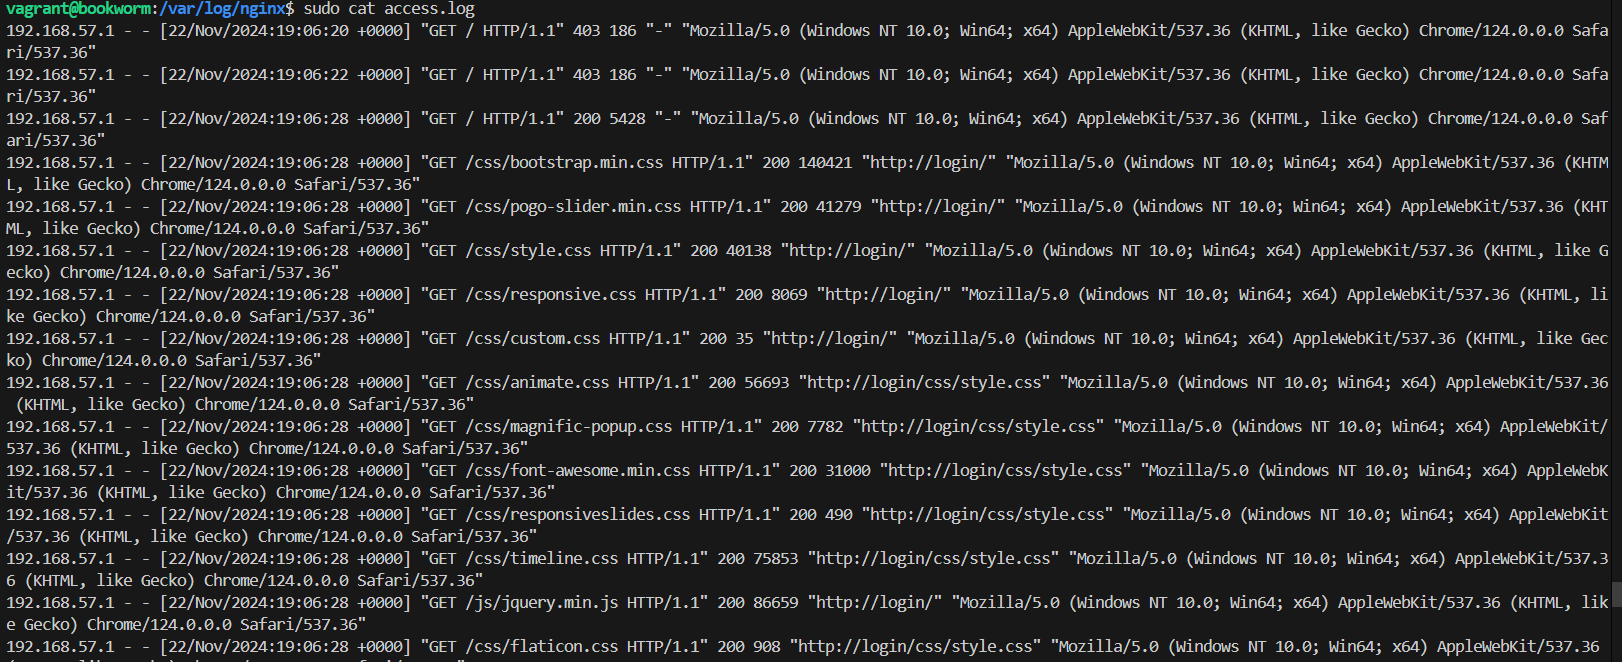 vagrant@bookworm:/var/log/nginx$ sudo cat access.log
192.168.57.1 - - [22/Nov/2024:19:06:20 +0000] "GET / HTTP/1.1" 403 186 "-" "Mozilla/5.0 (Windows NT 10.0; Win64; x64) AppleWebKit/537.36 (KHTML, like Gecko) Chrome/124.0.0.0 Safa
ri/537.36"
192.168.57.1 - - [22/Nov/2024:19:06:22 +0000] "GET / HTTP/1.1" 403 186 "-" "Mozilla/5.0 (Windows NT 10.0; Win64; x64) AppleWebKit/537.36 (KHTML, like Gecko) Chrome/124.0.0.0 Safa
ri/537.36"
192.168.57.1 - - [22/Nov/2024:19:06:28 +0000] "GET / HTTP/1.1" 200 5428 "-" "Mozilla/5.0 (Windows NT 10.0; Win64; x64) AppleWebKit/537.36 (KHTML, like Gecko) Chrome/124.0.0.0 Saf
ari/537.36"
192.168.57.1 - - [22/Nov/2024:19:06:28 +0000] "GET /css/bootstrap.min.css HTTP/1.1" 200 140421 "http://login/" "Mozilla/5.0 (Windows NT 10.0; Win64; x64) AppleWebKit/537.36 (KHTM
L, like Gecko) Chrome/124.0.0.0 Safari/537.36"
192.168.57.1 - - [22/Nov/2024:19:06:28 +0000] "GET /css/pogo-slider.min.css HTTP/1.1" 200 41279 "http://login/" "Mozilla/5.0 (Windows NT 10.0; Win64; x64) AppleWebKit/537.36 (KHT
ML, like Gecko) Chrome/124.0.0.0 Safari/537.36"
192.168.57.1 - - [22/Nov/2024:19:06:28 +0000] "GET /css/style.css HTTP/1.1" 200 40138 "http://login/" "Mozilla/5.0 (Windows NT 10.0; Win64; x64) AppleWebKit/537.36 (KHTML, like G
ecko) Chrome/124.0.0.0 Safari/537.36"
192.168.57.1 - - [22/Nov/2024:19:06:28 +0000] "GET /css/responsive.css HTTP/1.1" 200 8069 "http://login/" "Mozilla/5.0 (Windows NT 10.0; Win64; x64) AppleWebKit/537.36 (KHTML, li
ke Gecko) Chrome/124.0.0.0 Safari/537.36"
192.168.57.1 - - [22/Nov/2024:19:06:28 +0000] "GET /css/custom.css HTTP/1.1" 200 35 "http://login/" "Mozilla/5.0 (Windows NT 10.0; Win64; x64) AppleWebKit/537.36 (KHTML, like Gec
ko) Chrome/124.0.0.0 Safari/537.36"
192.168.57.1 - - [22/Nov/2024:19:06:28 +0000] "GET /css/animate.css HTTP/1.1" 200 56693 "http://login/css/style.css" "Mozilla/5.0 (Windows NT 10.0; Win64; x64) AppleWebKit/537.36
 (KHTML, like Gecko) Chrome/124.0.0.0 Safari/537.36"
192.168.57.1 - - [22/Nov/2024:19:06:28 +0000] "GET /css/magnific-popup.css HTTP/1.1" 200 7782 "http://login/css/style.css" "Mozilla/5.0 (Windows NT 10.0; Win64; x64) AppleWebKit/
537.36 (KHTML, like Gecko) Chrome/124.0.0.0 Safari/537.36"
192.168.57.1 - - [22/Nov/2024:19:06:28 +0000] "GET /css/font-awesome.min.css HTTP/1.1" 200 31000 "http://login/css/style.css" "Mozilla/5.0 (Windows NT 10.0; Win64; x64) AppleWebK
it/537.36 (KHTML, like Gecko) Chrome/124.0.0.0 Safari/537.36"
192.168.57.1 - - [22/Nov/2024:19:06:28 +0000] "GET /css/responsiveslides.css HTTP/1.1" 200 490 "http://login/css/style.css" "Mozilla/5.0 (Windows NT 10.0; Win64; x64) AppleWebKit
/537.36 (KHTML, like Gecko) Chrome/124.0.0.0 Safari/537.36"
192.168.57.1 - - [22/Nov/2024:19:06:28 +0000] "GET /css/timeline.css HTTP/1.1" 200 75853 "http://login/css/style.css" "Mozilla/5.0 (Windows NT 10.0; Win64; x64) AppleWebKit/537.3
6 (KHTML, like Gecko) Chrome/124.0.0.0 Safari/537.36"
192.168.57.1 - - [22/Nov/2024:19:06:28 +0000] "GET /js/jquery.min.js HTTP/1.1" 200 86659 "http://login/" "Mozilla/5.0 (Windows NT 10.0; Win64; x64) AppleWebKit/537.36 (KHTML, lik
e Gecko) Chrome/124.0.0.0 Safari/537.36"
192.168.57.1 - - [22/Nov/2024:19:06:28 +0000] "GET /css/flaticon.css HTTP/1.1" 200 908 "http://login/css/style.css" "Mozilla/5.0 (Windows NT 10.0; Win64; x64) AppleWebKit/537.36